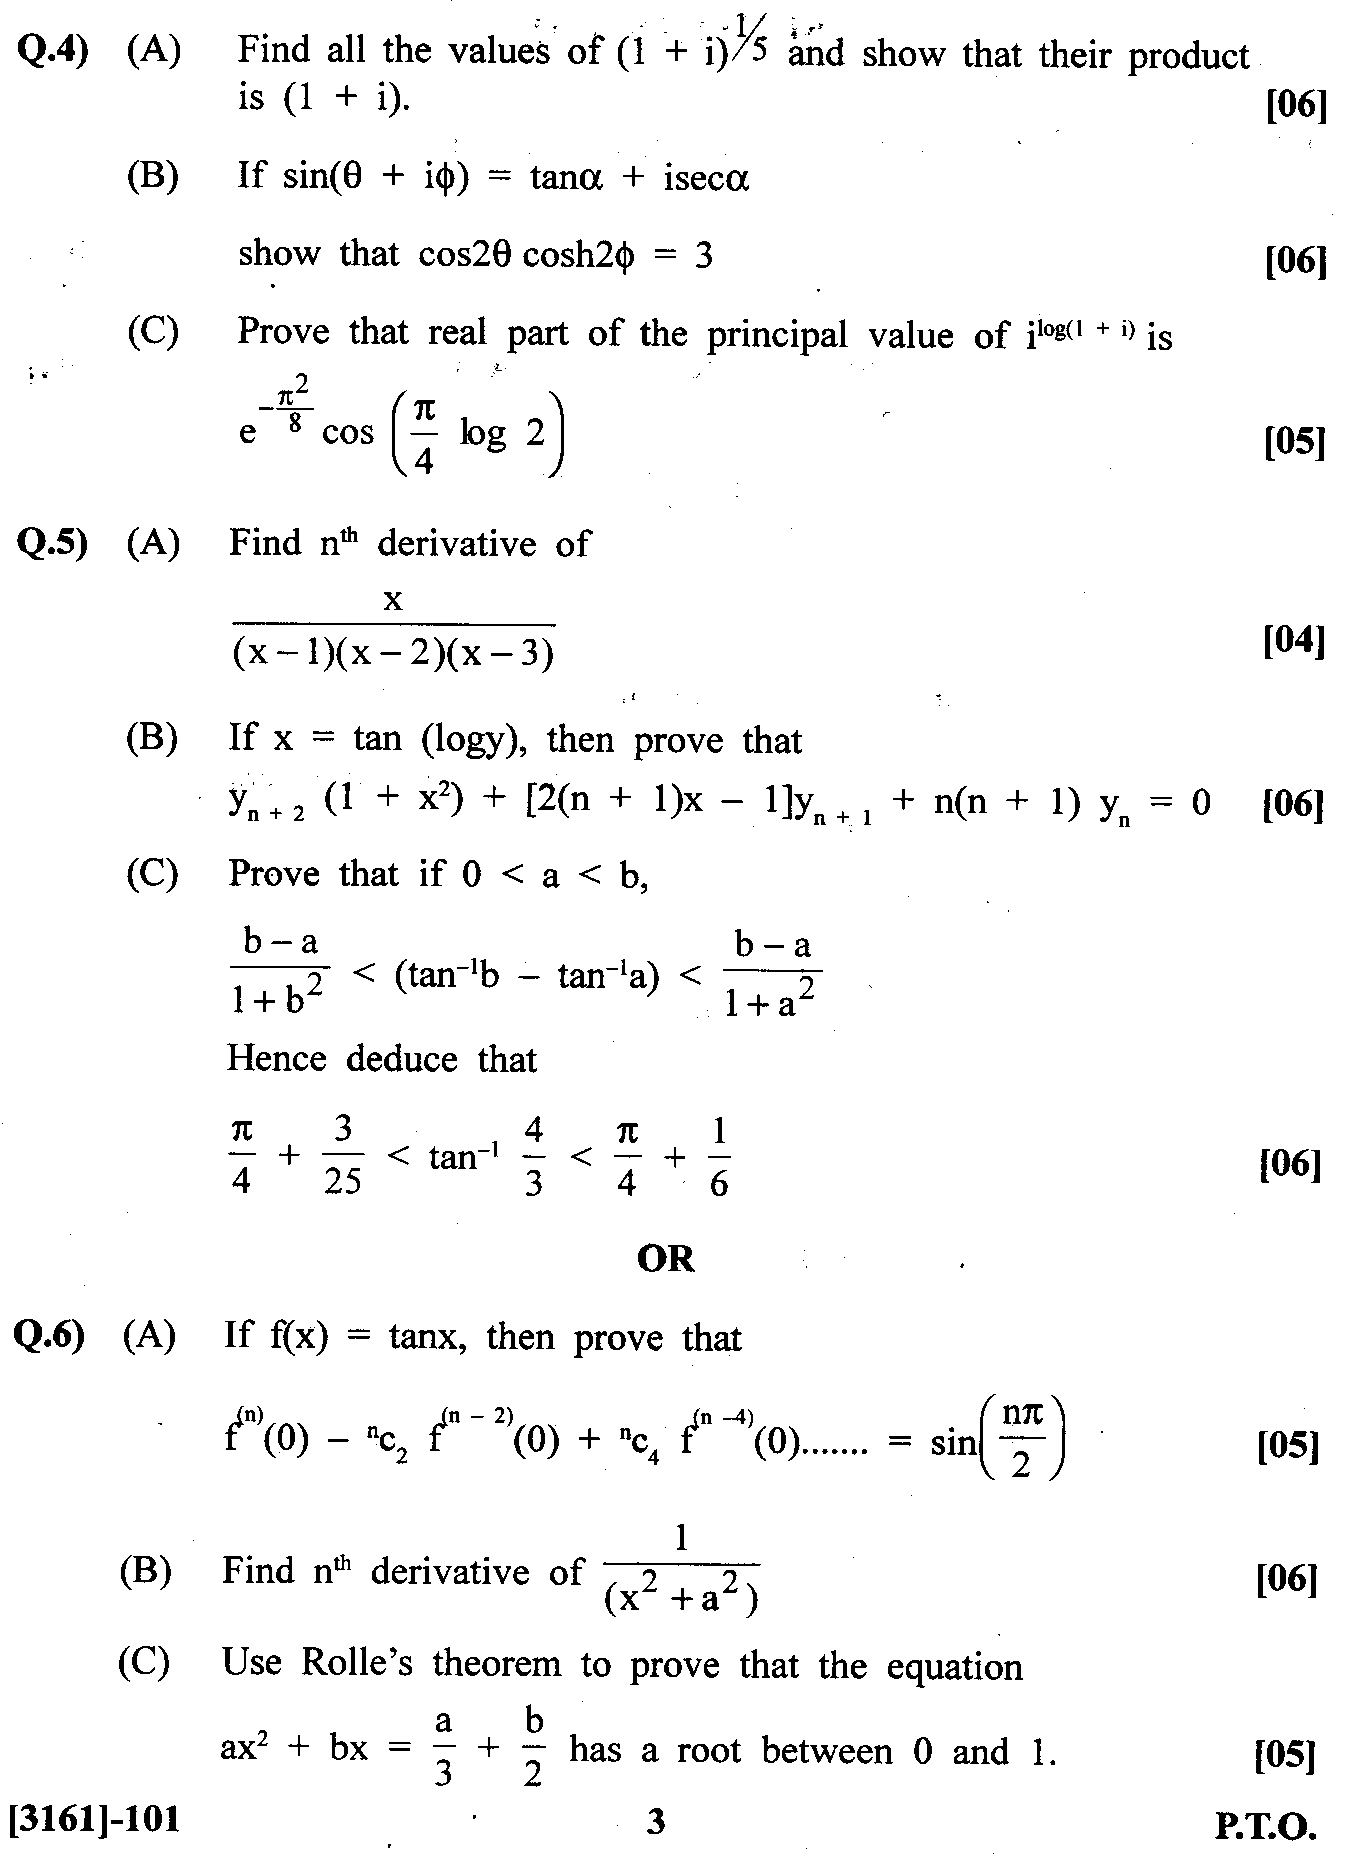 Q.4) (A) Find all the values of (1 + i)^1/5 and show that their product
is (1 + i). [06]
(B) If sin(θ + iϕ) = tanα + isecα
show that cos2θ cosh2ϕ = 3 [06]
(C) Prove that real part of the principal value of i^log(1 + i) is
e^-π²/8 cos (π/4 log 2) [05]
Q.5) (A) Find nth derivative of
x/((x-1)(x-2)(x-3)) [04]
(B) If x = tan (logy), then prove that
y_n+2 (1 + x²) + [2(n + 1)x - 1]y_n+1 + n(n + 1) y_n = 0 [06]
(C) Prove that if 0 < a < b,
(b-a)/(1+b²) < (tan⁻¹b - tan⁻¹a) < (b-a)/(1+a²)
Hence deduce that
π/4 + 3/25 < tan⁻¹ 4/3 < π/4 + 1/6 [06]
OR
Q.6) (A) If f(x) = tanx, then prove that
f^(n)(0) - ⁿc₂ f^(n-2)(0) + ⁿc₄ f^(n-4)(0)....... = sin(nπ/2) [05]
(B) Find nth derivative of 1/(x²+a²) [06]
(C) Use Rolle's theorem to prove that the equation
ax² + bx = a/3 + b/2 has a root between 0 and 1. [05]
[3161]-101 3 P.T.O.